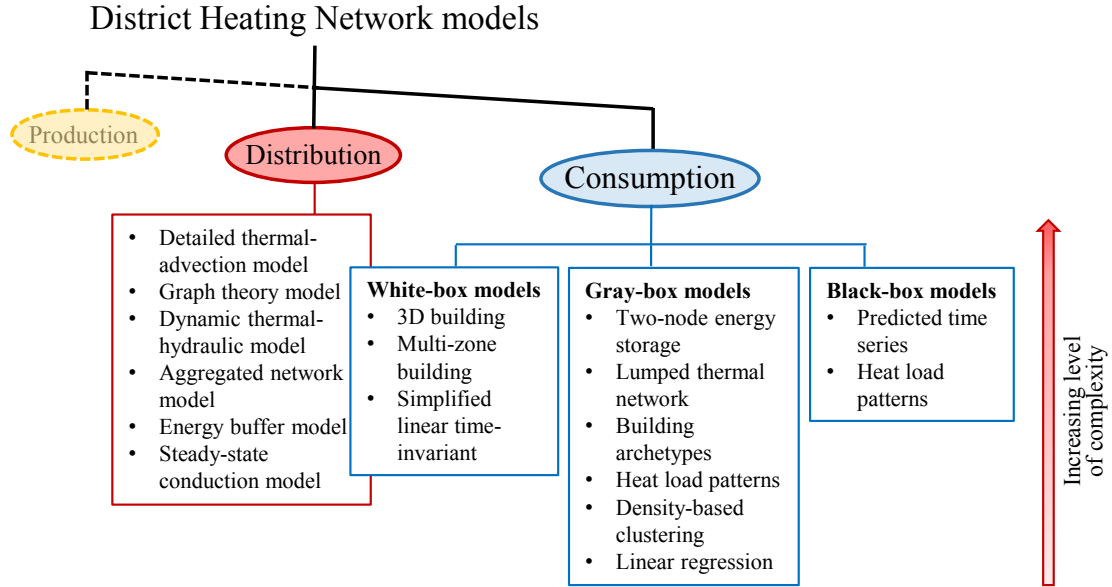 District Heating Network models
Production
Distribution
Consumption
• Detailed thermal-
advection model
• Graph theory model
• Dynamic thermal-
hydraulic model
• Aggregated network
model
• Energy buffer model
• Steady-state
conduction model
White-box models
• 3D building
• Multi-zone
building
• Simplified
linear time-
invariant
Gray-box models
• Two-node energy
storage
• Lumped thermal
network
• Building
archetypes
• Heat load patterns
• Density-based
clustering
• Linear regression
Black-box models
• Predicted time
series
• Heat load
patterns
Increasing level
of complexity